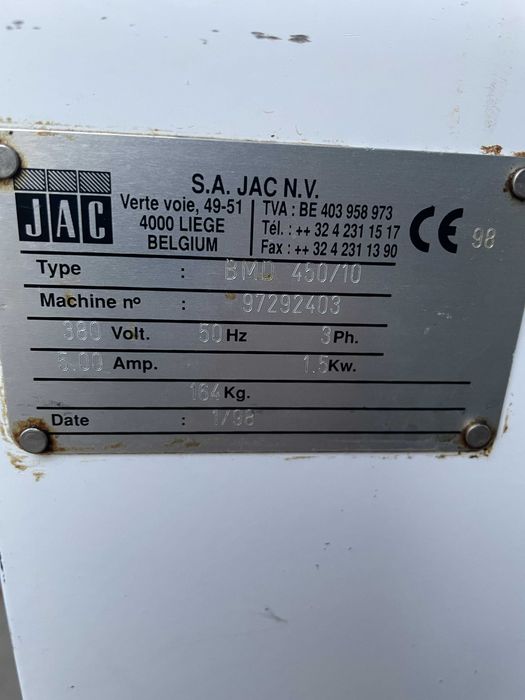 JAC
S.A. JAC N.V.
Verte voie, 49-51
4000 LIEGE
BELGIUM
TVA : BE 403 958 973
Tél. : ++ 32 4 231 15 17
Fax : ++ 32 4 231 13 90
CE 98
Type : BMD 450/10
Machine nº : 97292403
380 Volt. 50 Hz 3 Ph.
5.00 Amp. 1.5 Kw.
164 Kg.
Date : 1/98